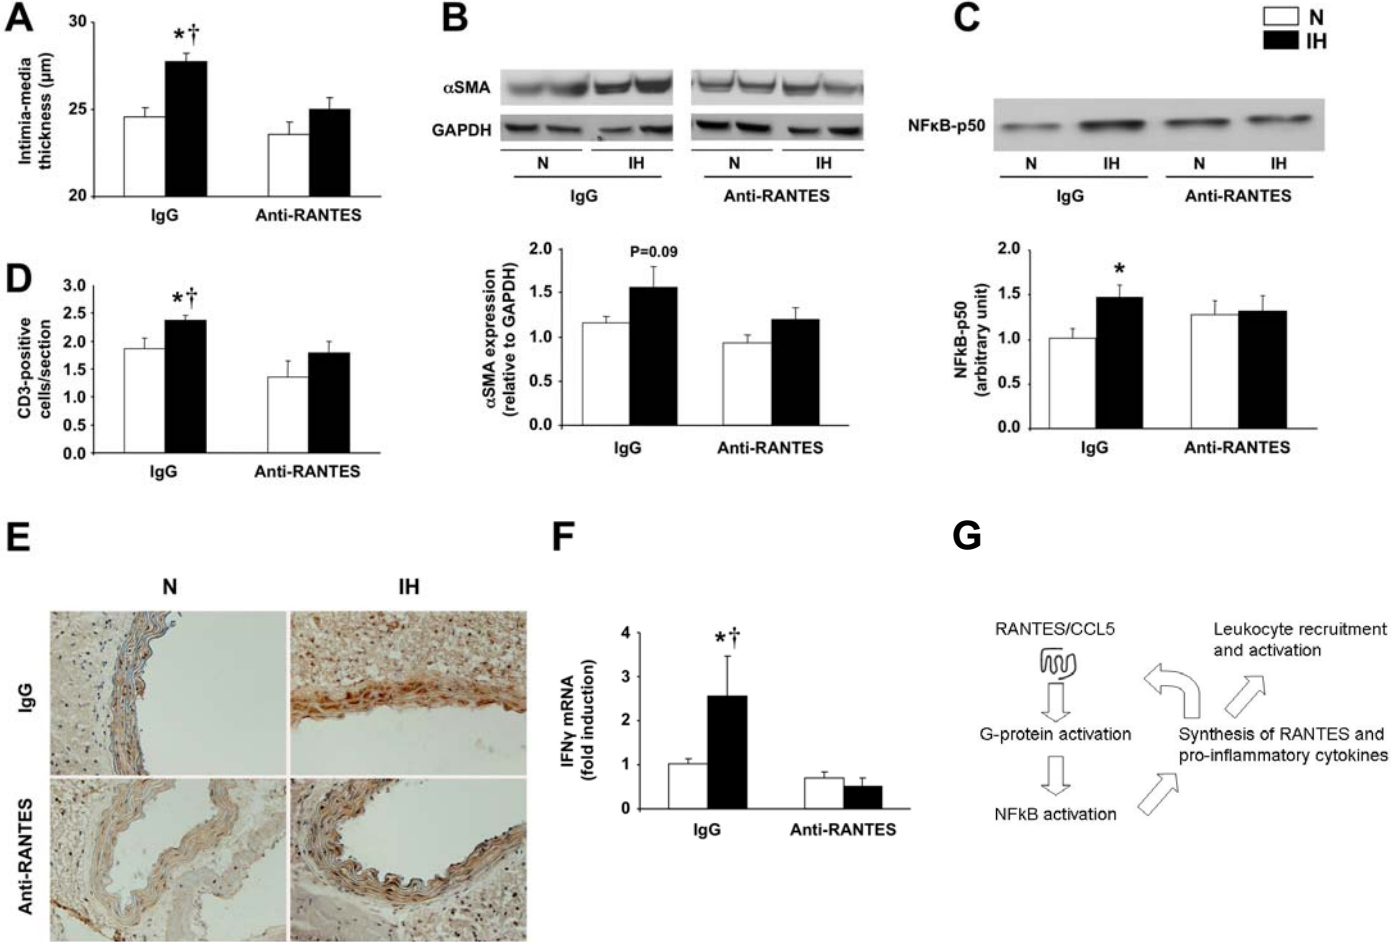 A
30
25
20
Intimia-media
thickness (μm)
*†
IgG
Anti-RANTES
B
αSMA
GAPDH
N
IH
N
IH
IgG
Anti-RANTES
2.0
1.5
1.0
0.5
0.0
αSMA expression
(relative to GAPDH)
P=0.09
IgG
Anti-RANTES
C
N
IH
NFκB-p50
N
IH
N
IH
IgG
Anti-RANTES
2.0
1.5
1.0
0.5
0.0
NFkB-p50
(arbitrary unit)
*
IgG
Anti-RANTES
D
3.0
2.5
2.0
1.5
1.0
0.5
0.0
CD3-positive
cells/section
*†
IgG
Anti-RANTES
E
N
IH
IgG
Anti-RANTES
F
4
3
2
1
0
IFNγ mRNA
(fold induction)
*†
IgG
Anti-RANTES
G
RANTES/CCL5
G-protein activation
NFkB activation
Synthesis of RANTES and
pro-inflammatory cytokines
Leukocyte recruitment
and activation